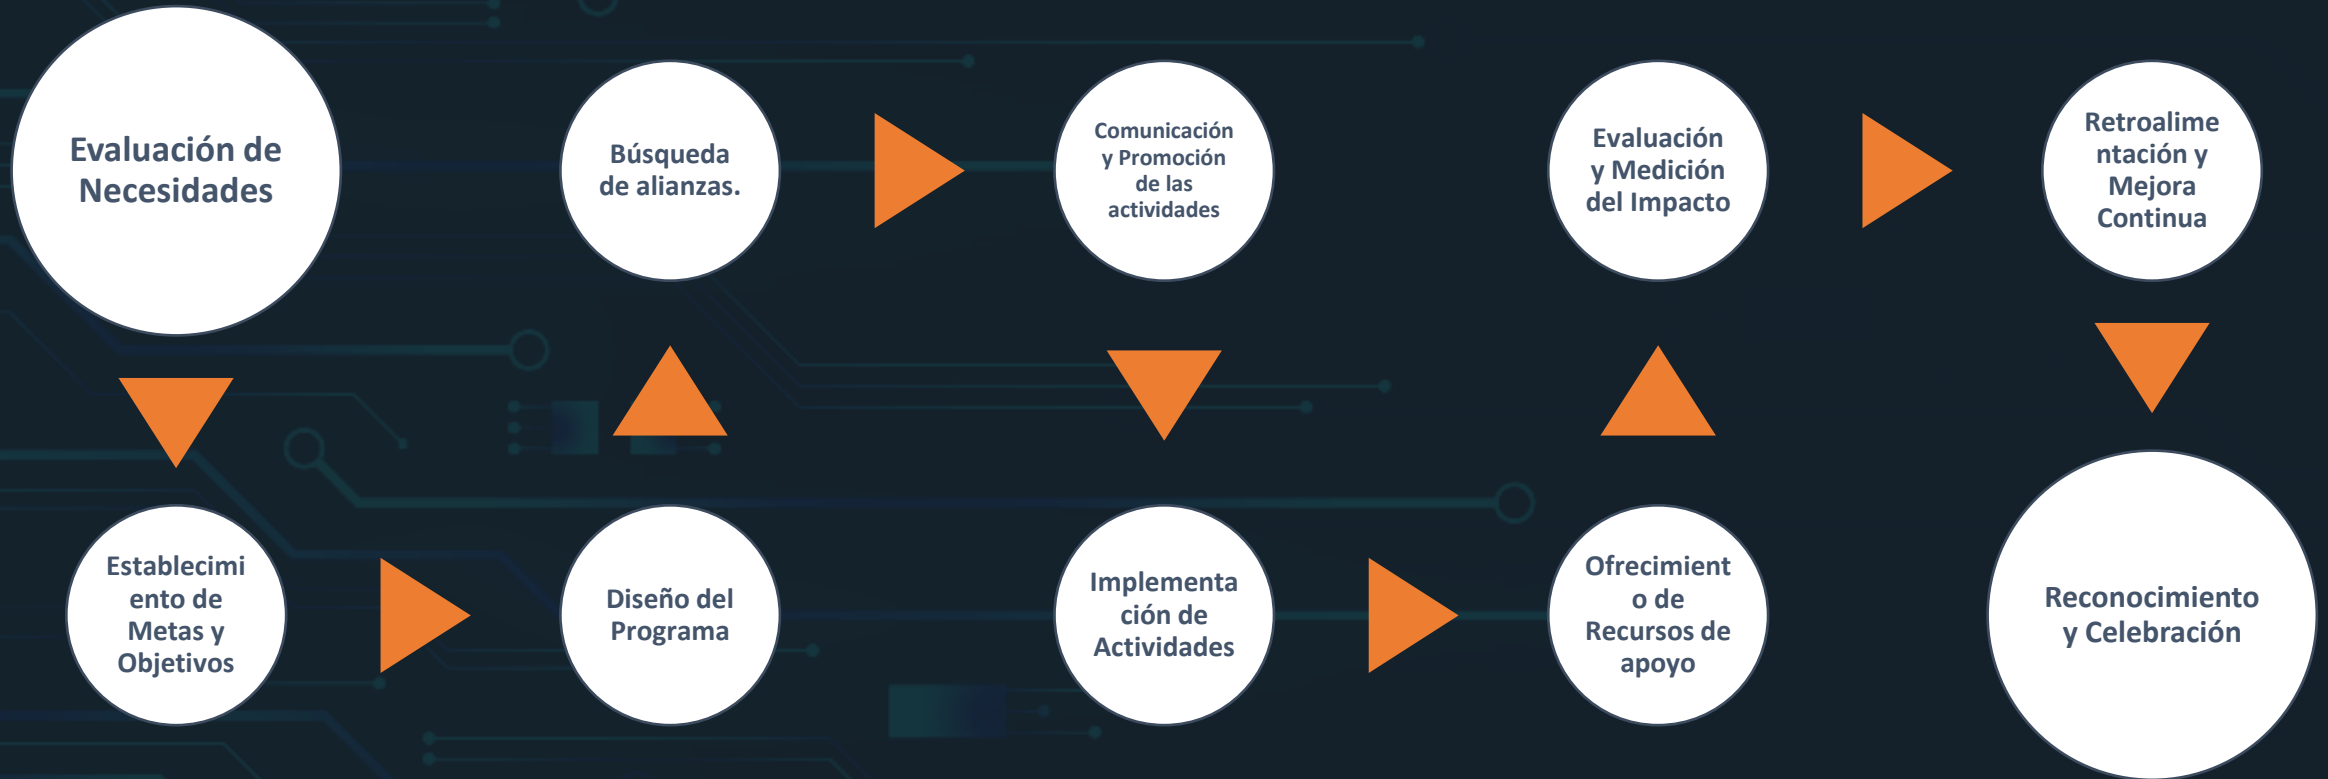 Evaluación de
Necesidades
Establecimi
ento de
Metas y
Objetivos
Diseño del
Programa
Búsqueda
de alianzas.
Comunicación
y Promoción
de las
actividades
Implementa
ción de
Actividades
Ofrecimient
o de
Recursos de
apoyo
Evaluación
y Medición
del Impacto
Retroalime
ntación y
Mejora
Continua
Reconocimiento
y Celebración